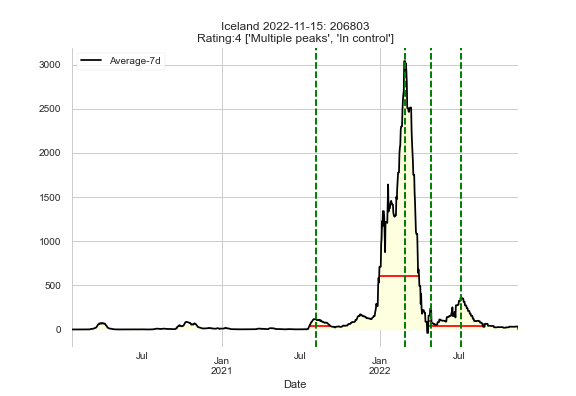 Iceland 2022-11-15: 206803
Rating:4 ['Multiple peaks', 'In control']
Average-7d
3000
2500
2000
1500
1000
500
0
Jul
Jan
2021
Jul
Jan
2022
Jul
Date